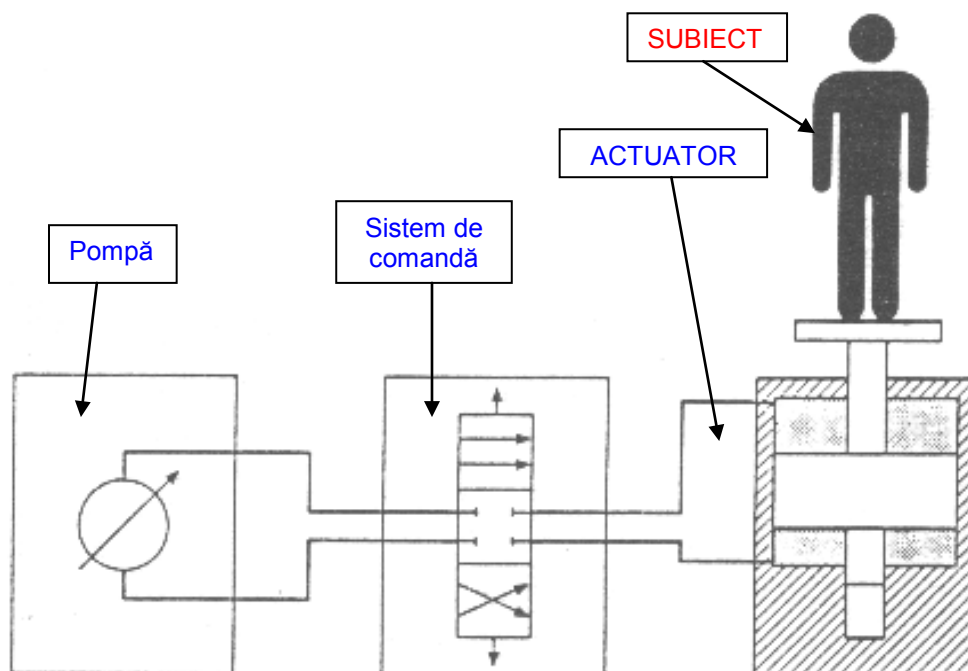 SUBIECT
ACTUATOR
Sistem de
comandă
Pompă